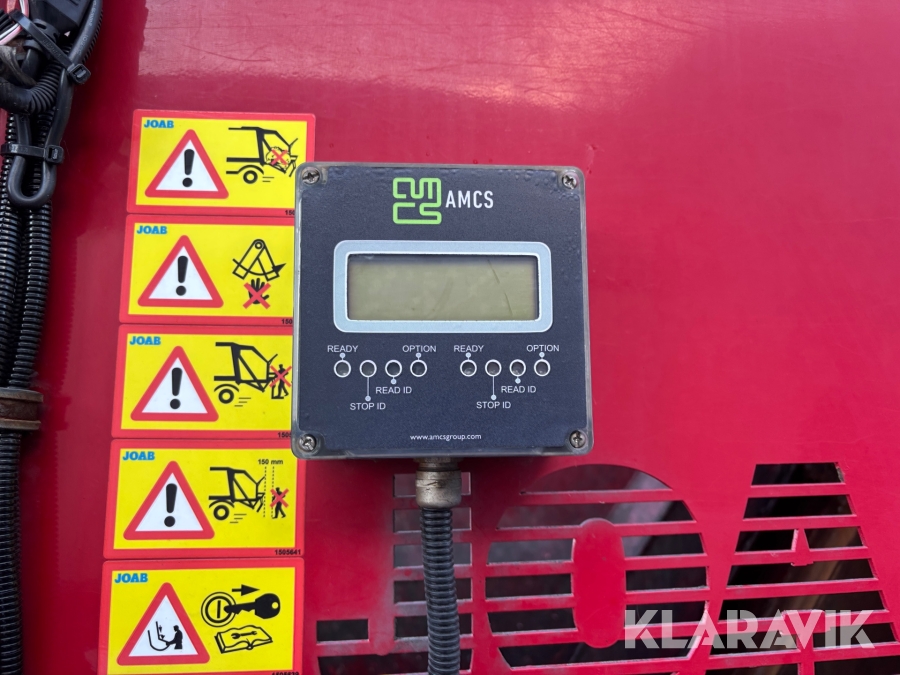 JOAB
JOAB
JOAB
JOAB
150 mm
1505641
JOAB
AMCS
READY
OPTION
READY
OPTION
READ ID
READ ID
STOP ID
STOP ID
www.amcsgroup.com
KLARAVIK